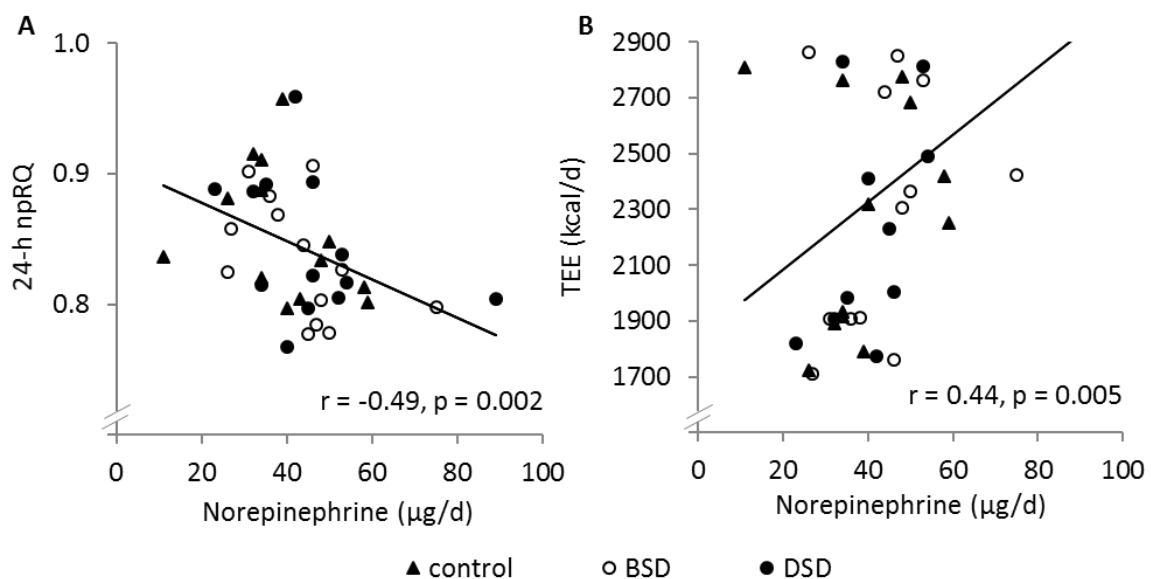 A
1.0
0.9
0.8
24-h npRQ
r = -0.49, p = 0.002
0 20 40 60 80 100
Norepinephrine (µg/d)
B
2900
2700
2500
2300
2100
1900
1700
TEE (kcal/d)
r = 0.44, p = 0.005
0 20 40 60 80 100
Norepinephrine (µg/d)
control BSD DSD